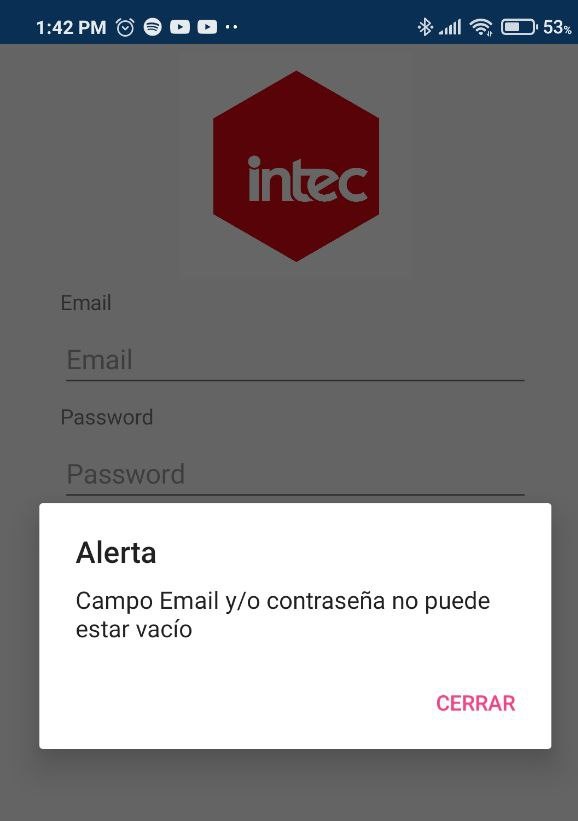 1:42 PM 53%
intec
Email
Email
Password
Password
Alerta
Campo Email y/o contraseña no puede
estar vacío
CERRAR